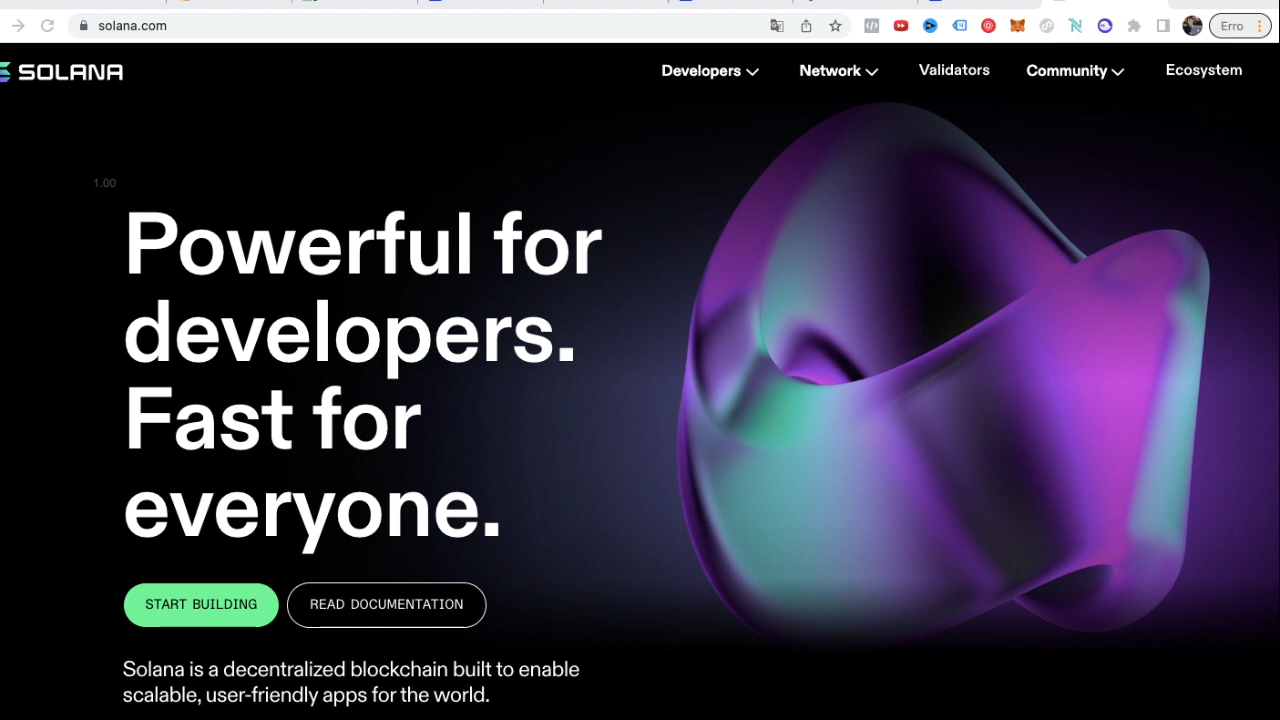 solana.com
Erro
SOLANA
Developers
Network
Validators
Community
Ecosystem
1.00
Powerful for
developers.
Fast for
everyone.
START BUILDING
READ DOCUMENTATION
Solana is a decentralized blockchain built to enable
scalable, user-friendly apps for the world.